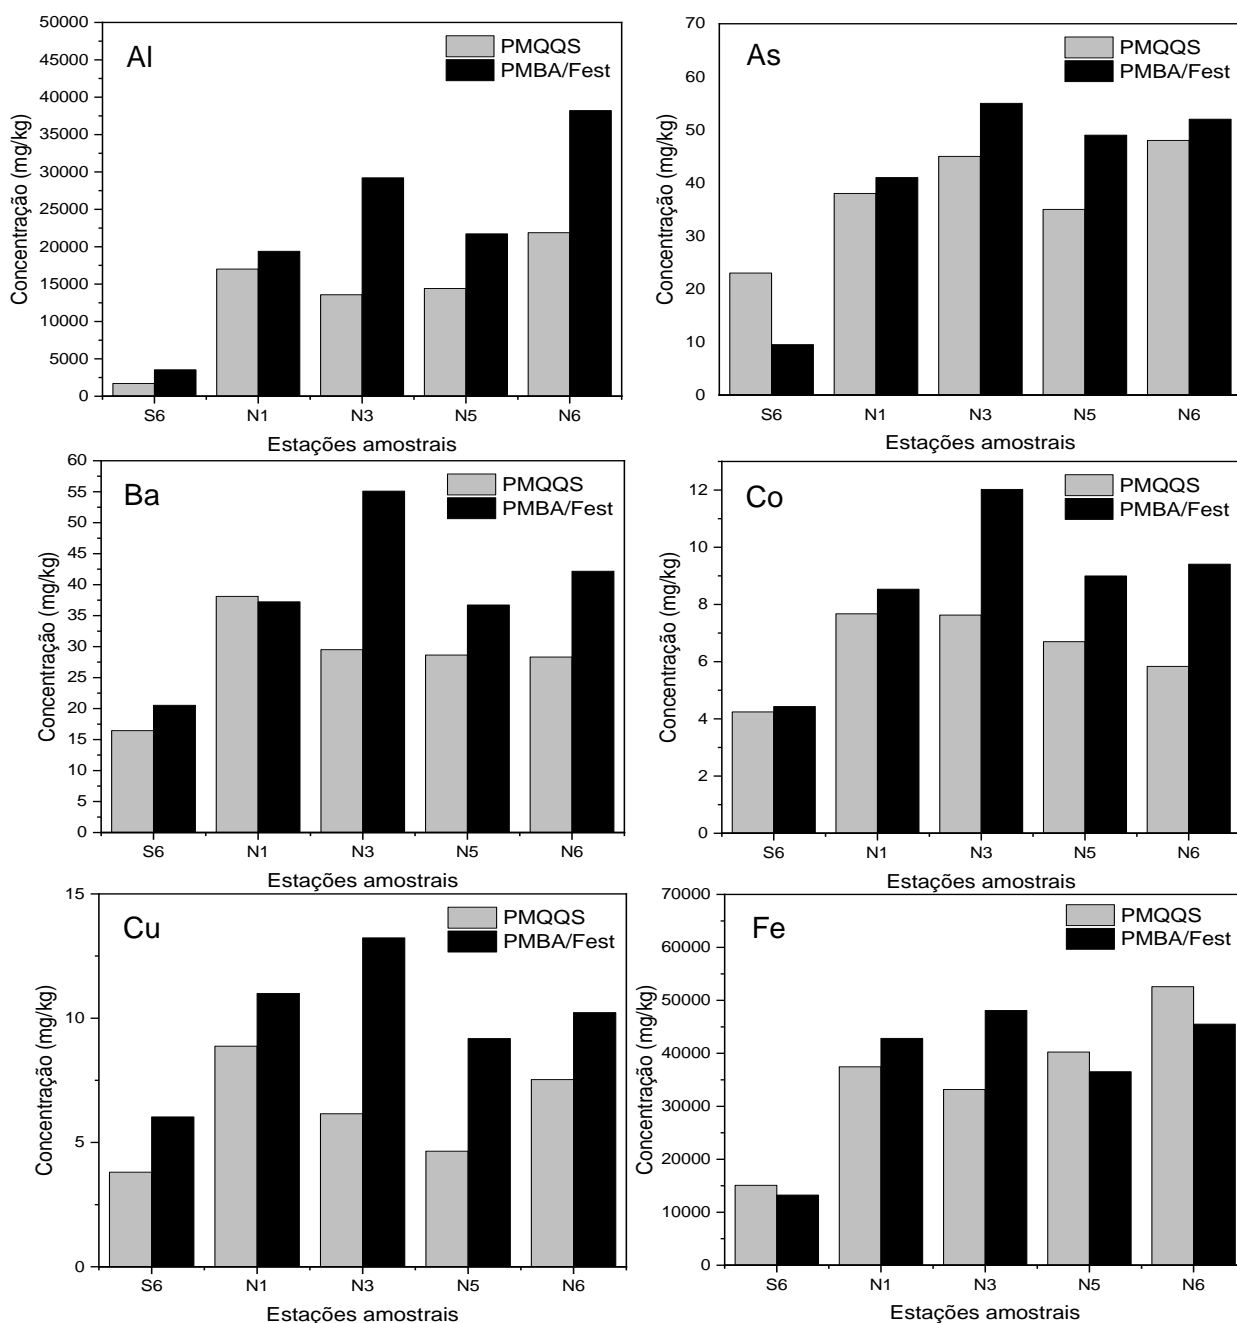 Al
PMQQS
PMBA/Fest
Concentração (mg/kg)
50000
45000
40000
35000
30000
25000
20000
15000
10000
5000
0
S6 N1 N3 N5 N6
Estações amostrais
As
PMQQS
PMBA/Fest
Concentração (mg/kg)
70
60
50
40
30
20
10
0
S6 N1 N3 N5 N6
Estações amostrais
Ba
PMQQS
PMBA/Fest
Concentração (mg/kg)
60
55
50
45
40
35
30
25
20
15
10
5
0
S6 N1 N3 N5 N6
Estações amostrais
Co
PMQQS
PMBA/Fest
Concentração (mg/kg)
12
10
8
6
4
2
0
S6 N1 N3 N5 N6
Estações amostrais
Cu
PMQQS
PMBA/Fest
Concentração (mg/kg)
15
10
5
0
S6 N1 N3 N5 N6
Estações amostrais
Fe
PMQQS
PMBA/Fest
Concentração (mg/kg)
70000
60000
50000
40000
30000
20000
10000
0
S6 N1 N3 N5 N6
Estações amostrais